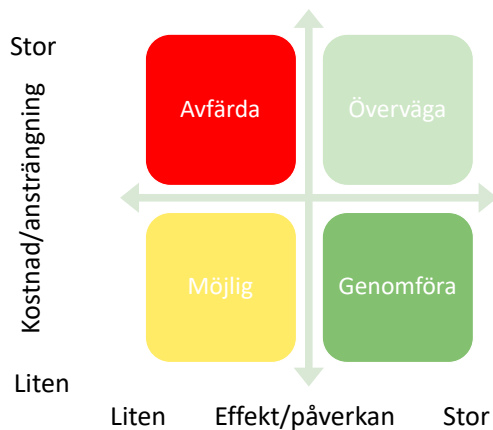 Stor
Avfärda
Överväga
Kostnad/ansträngning
Möjlig
Genomföra
Liten
Liten
Effekt/påverkan
Stor